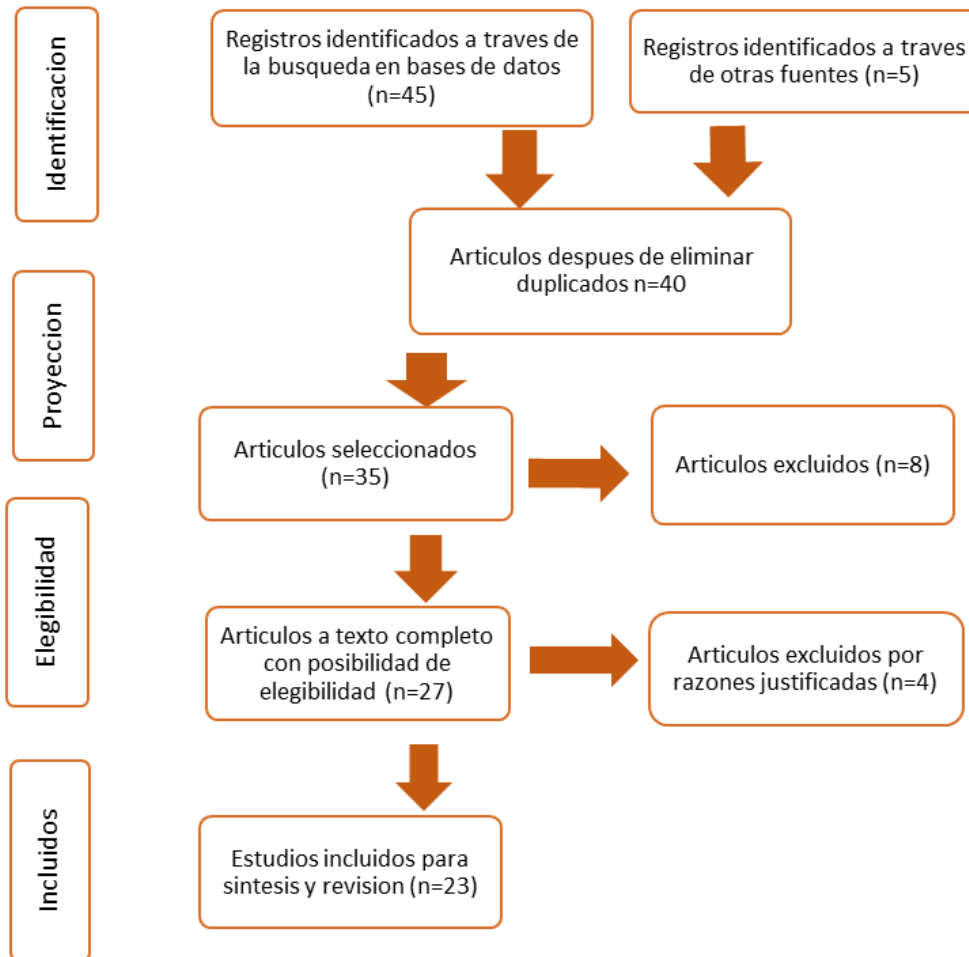 Identificacion
Registros identificados a traves de
la busqueda en bases de datos
(n=45)
Registros identificados a traves
de otras fuentes (n=5)
Articulos despues de eliminar
duplicados n=40
Proyeccion
Articulos seleccionados
(n=35)
Articulos excluidos (n=8)
Elegibilidad
Articulos a texto completo
con posibilidad de
elegibilidad (n=27)
Articulos excluidos por
razones justificadas (n=4)
Incluidos
Estudios incluidos para
sintesis y revision (n=23)